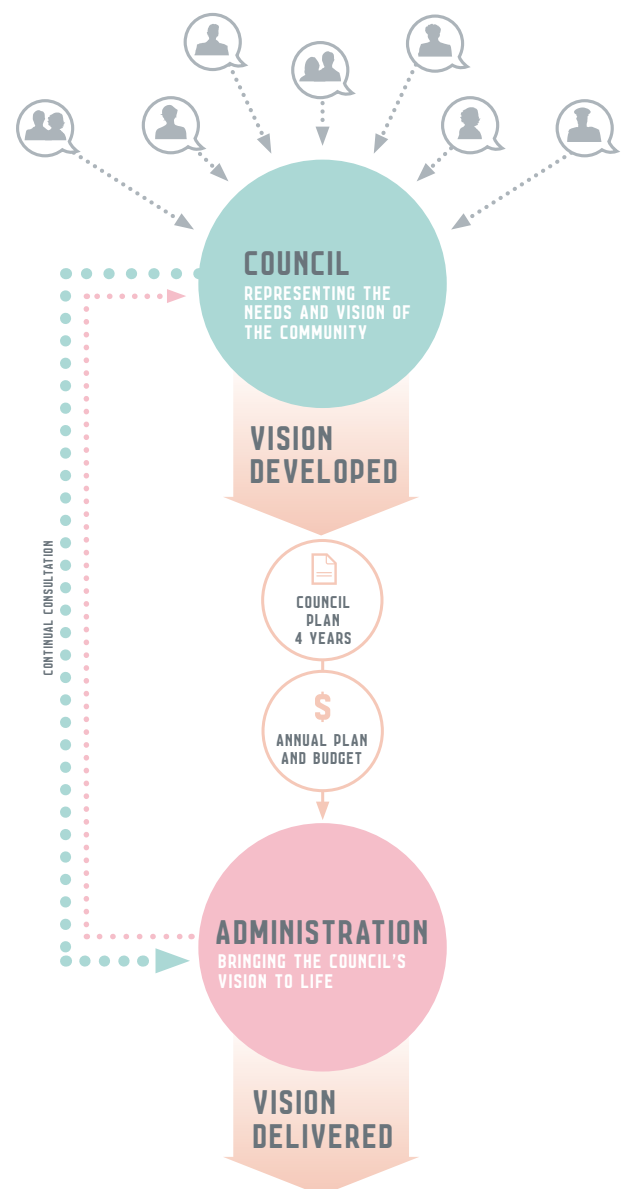 COUNCIL
REPRESENTING THE
NEEDS AND VISION OF
THE COMMUNITY
VISION
DEVELOPED
CONTINUAL CONSULTATION
COUNCIL
PLAN
4 YEARS
$
ANNUAL PLAN
AND BUDGET
ADMINISTRATION
BRINGING THE COUNCIL'S
VISION TO LIFE
VISION
DELIVERED